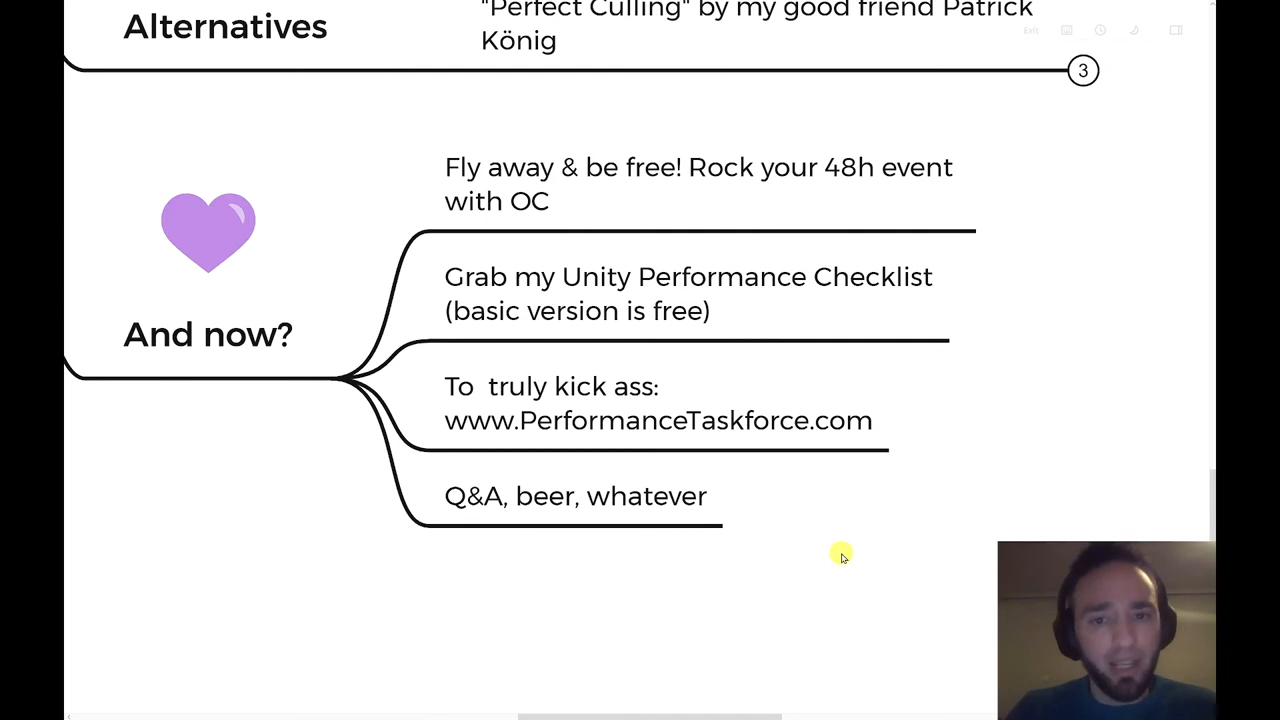 "Perfect Culling" by my good friend Patrick
Alternatives
König
Exit
3
Fly away & be free! Rock your 48h event
with OC
Grab my Unity Performance Checklist
(basic version is free)
And now?
To  truly kick ass:
www.PerformanceTaskforce.com
Q&A, beer, whatever